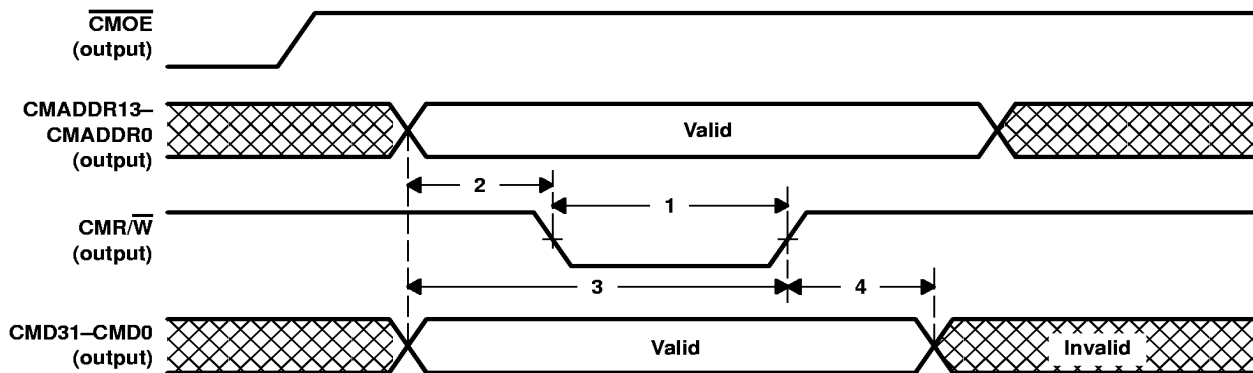 CMOE
(output)
CMADDR13–
CMADDR0
(output)
Valid
2
1
CMR/W
(output)
3
4
CMD31–CMD0
(output)
Valid
Invalid